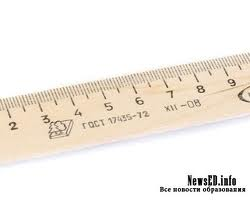 2 3 4 5 6 7 8 9
ГОСТ 17435-72 XII-08
NewsED.info
Все новости образования